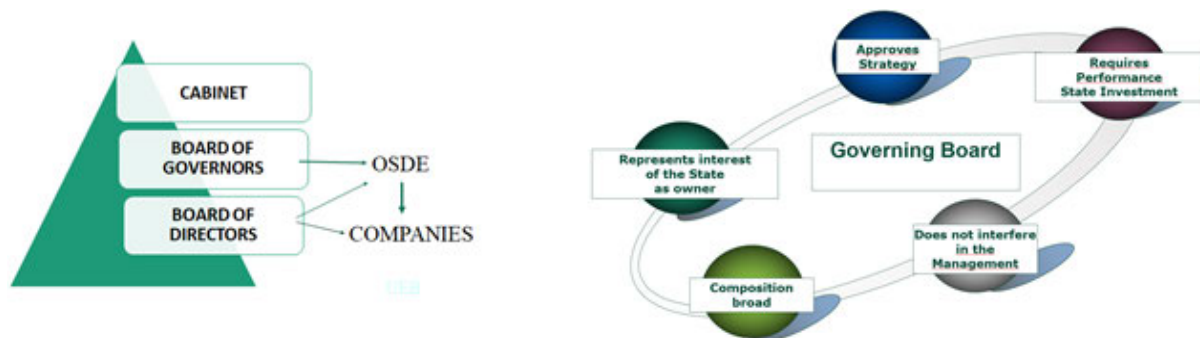 CABINET
BOARD OF
GOVERNORS
BOARD OF
DIRECTORS
OSDE
COMPANIES
Approves
Strategy
Requires
Performance
State Investment
Represents interest
of the State
as owner
Governing Board
Does not interfere
in the
Management
Composition
broad